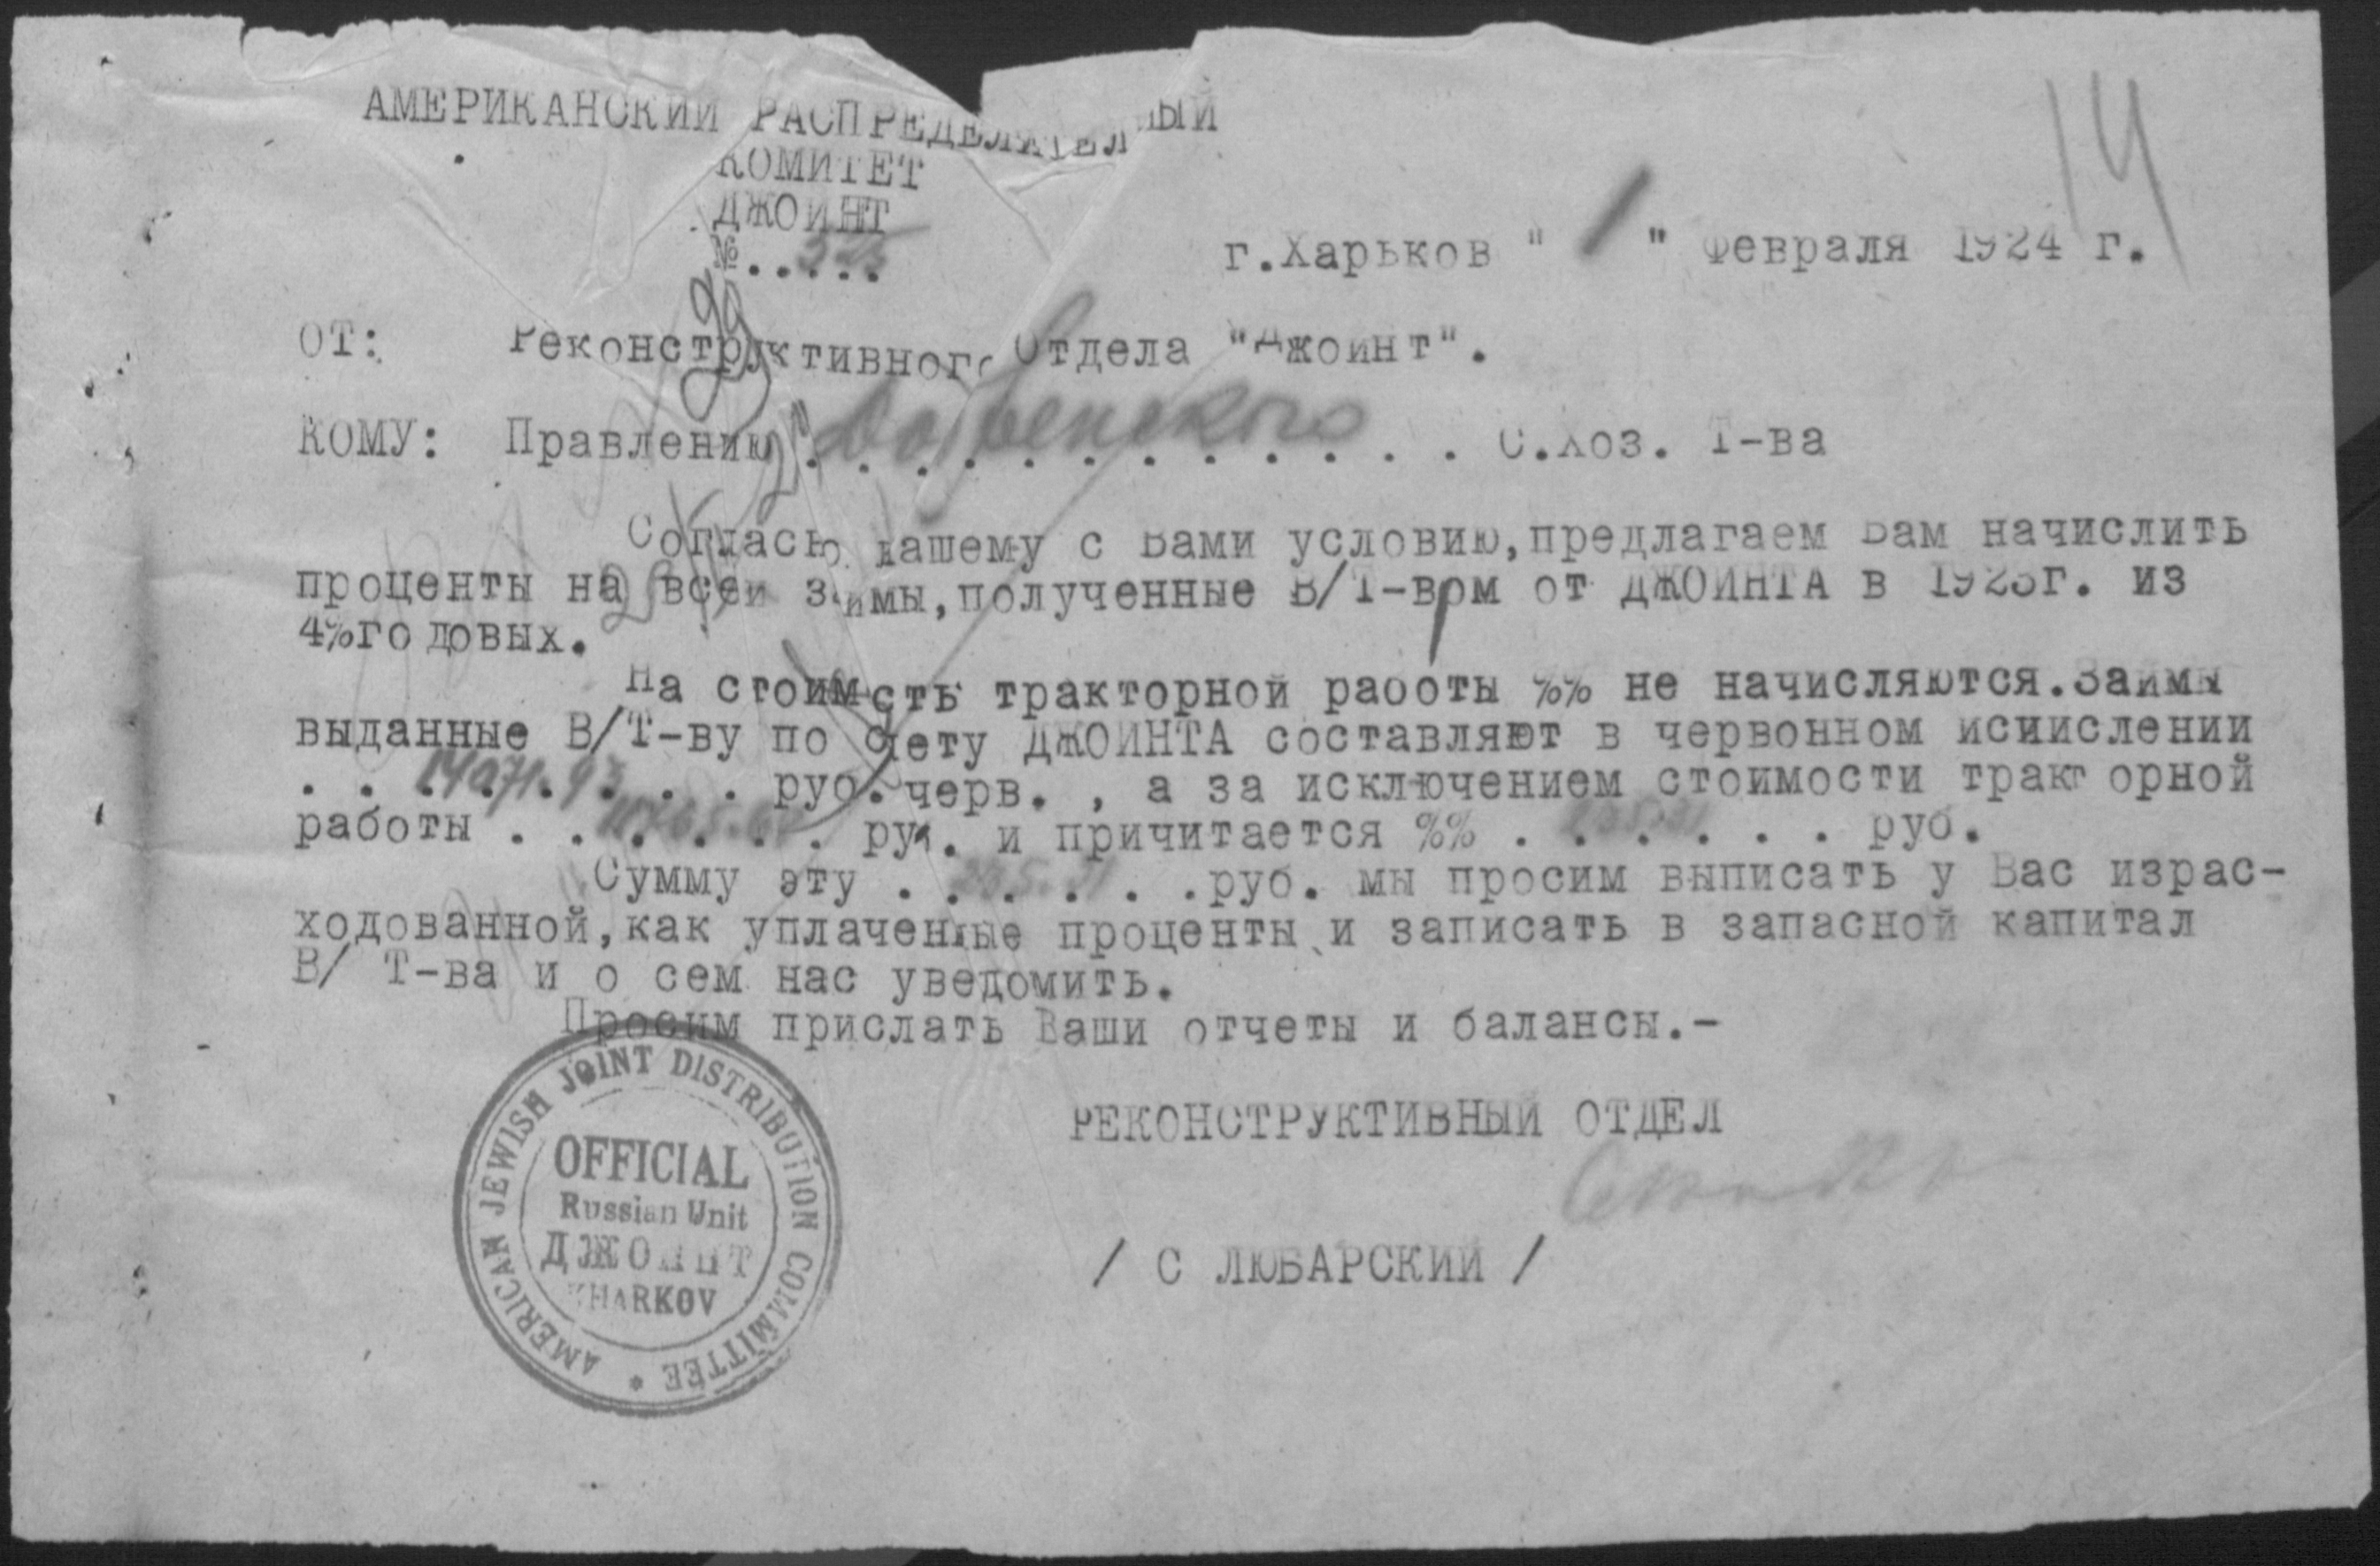 14
АМЕРИКАНСКИЙ РАСПРЕДЕЛИТЕЛЬНЫЙ
КОМИТЕТ
ДЖОИНТ
№.....
г.Харьков " 1 " Февраля 1924 г.
ОТ: Реконструктивного Отдела "Джоинт".
КОМУ: Правлению . . . . . . . . . . . С.Хоз. Т-ва
Согласно нашему с Вами условию,предлагаем Вам начислить
проценты на всеи займы,полученные В/Т-вом от ДЖОИНТА в 1923г. из
4%годовых.
На стоимсть тракторной работы %% не начисляются.Займы
выданные В/Т-ву по счету ДЖОИНТА составляют в червонном исчислении
. . 14071.93 . . . руб.черв. , а за исключением стоимости тракторной
работы . . . . . . руб. и причитается %% . . . . . . руб.
Сумму эту . . . . . .руб. мы просим выписать у Вас израс-
ходованной,как уплаченные проценты и записать в запасной капитал
В/ Т-ва и о сем нас уведомить.
Просим прислать Ваши отчеты и балансы.-
AMERICAN JEWISH JOINT DISTRIBUTION COMMITTEE *
OFFICIAL
Russian Unit
ДЖОИНТ
KHARKOV
РЕКОНСТРУКТИВНЫЙ ОТДЕЛ
/ С ЛЮБАРСКИЙ /